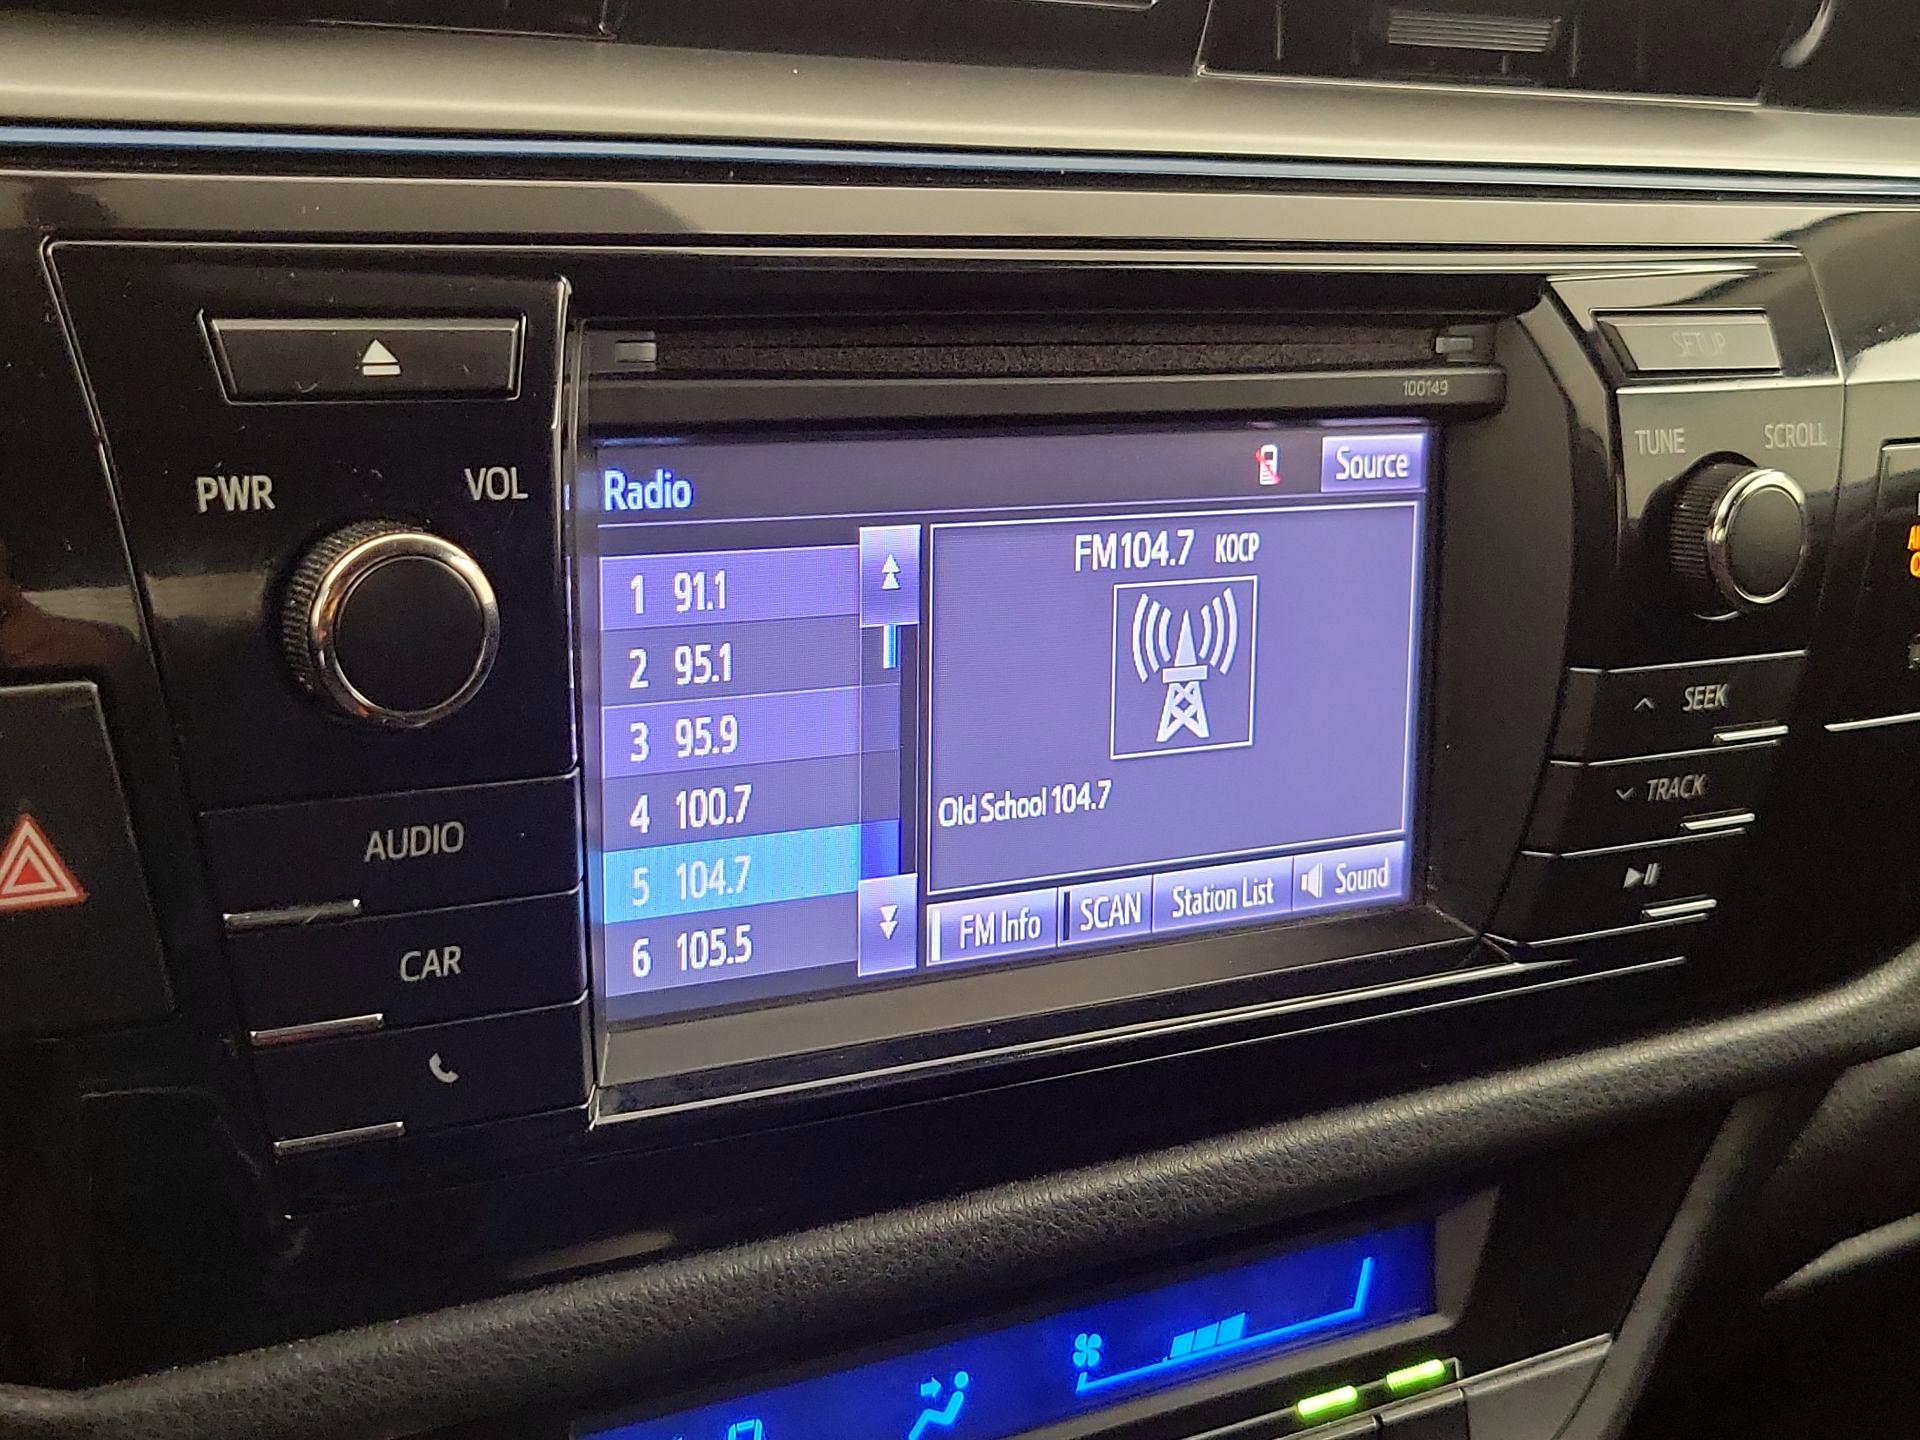 SETUP
100149
PWR VOL
TUNE SCROLL
Radio
Source
FM104.7 KOCP
1 91.1
2 95.1
3 95.9
4 100.7
5 104.7
6 105.5
Old School 104.7
FM Info
SCAN
Station List
Sound
AUDIO
CAR
SEEK
TRACK